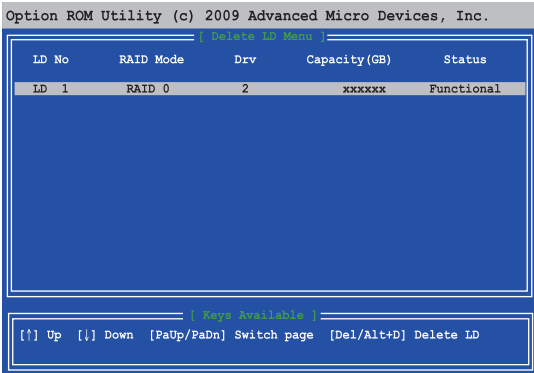 Option ROM Utility (c) 2009 Advanced Micro Devices, Inc.
[ Delete LD Menu ]
LD No RAID Mode Drv Capacity(GB) Status
LD 1 RAID 0 2 xxxxxx Functional
[ Keys Available ]
[↑] Up [↓] Down [PaUp/PaDn] Switch page [Del/Alt+D] Delete LD